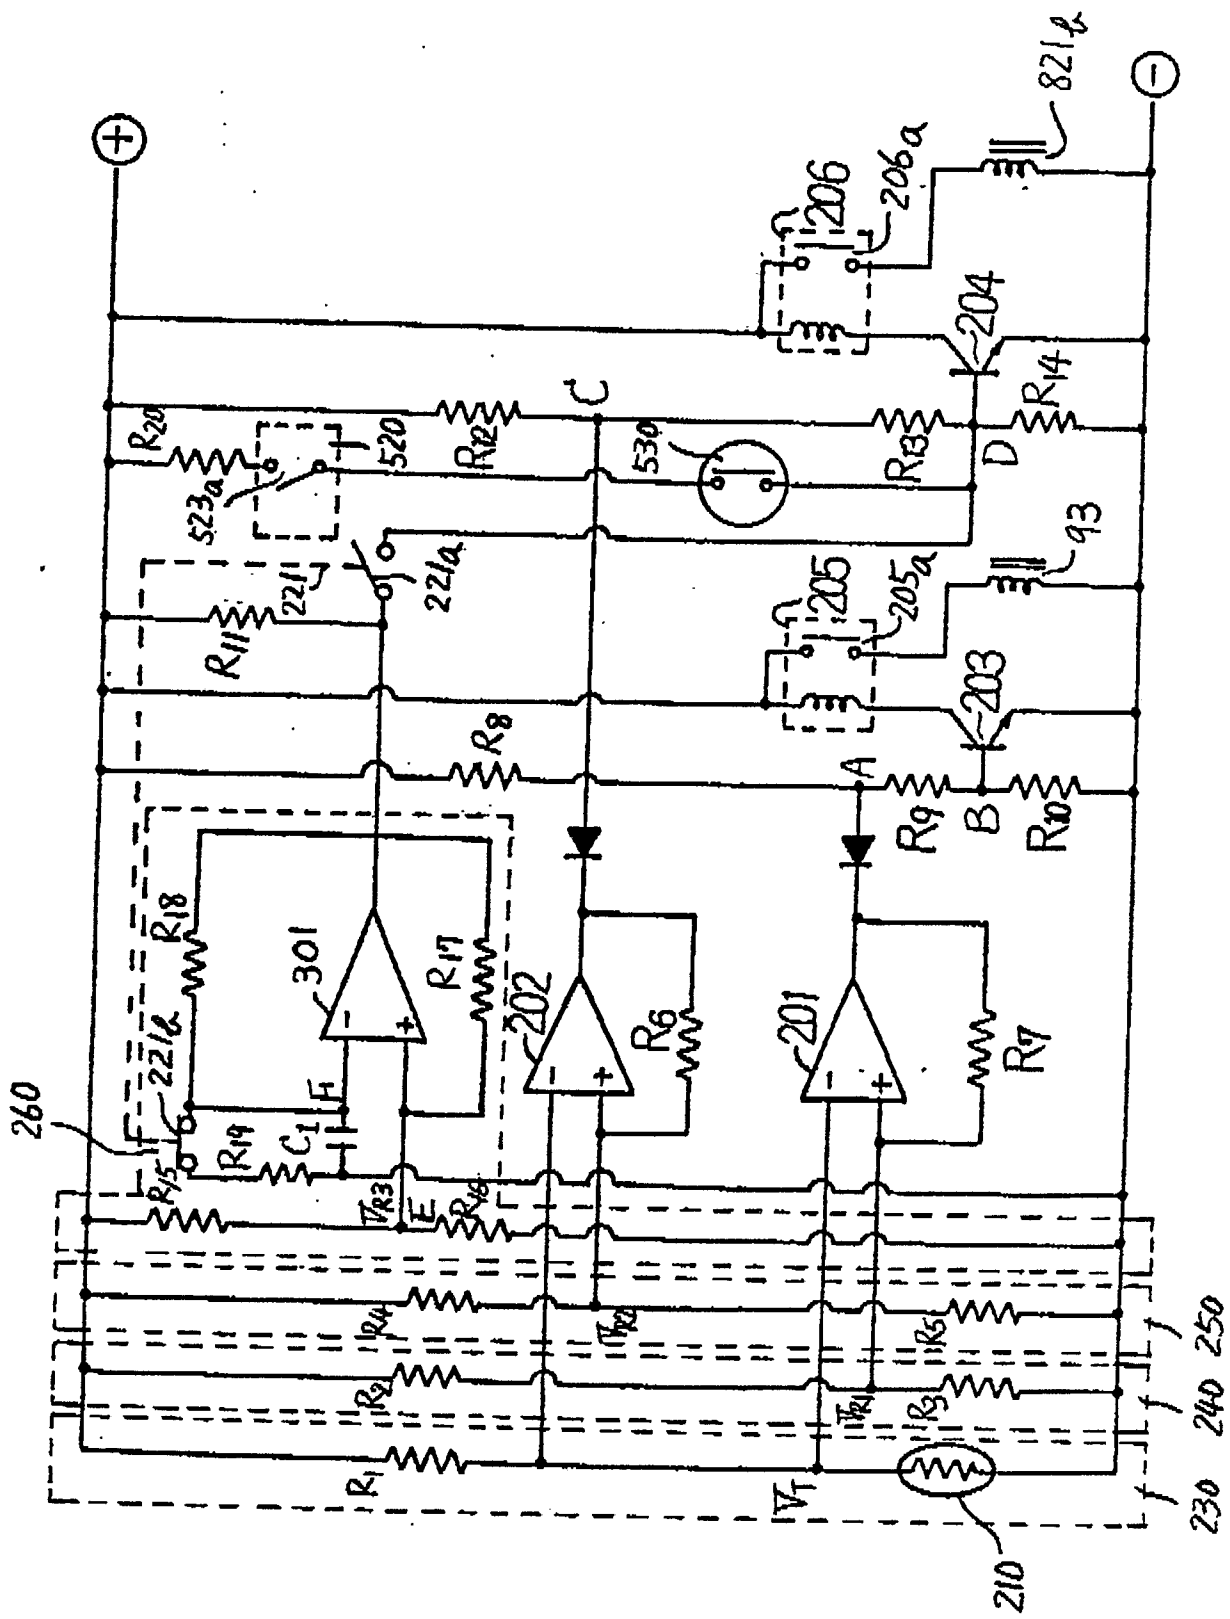 +
−
R20
523a
520
R12
C
530
R13
D
R14
204
206
206a
821b
R11
221
221a
R8
205
205a
93
203
A
R9
B
R10
R18
301
−
+
R17
202
−
+
R6
201
−
+
R7
260
221b
R15
R19
C1
F
VR3
E
R16
R4
VR2
R5
250
R2
VR1
R3
240
R1
VT
230
210